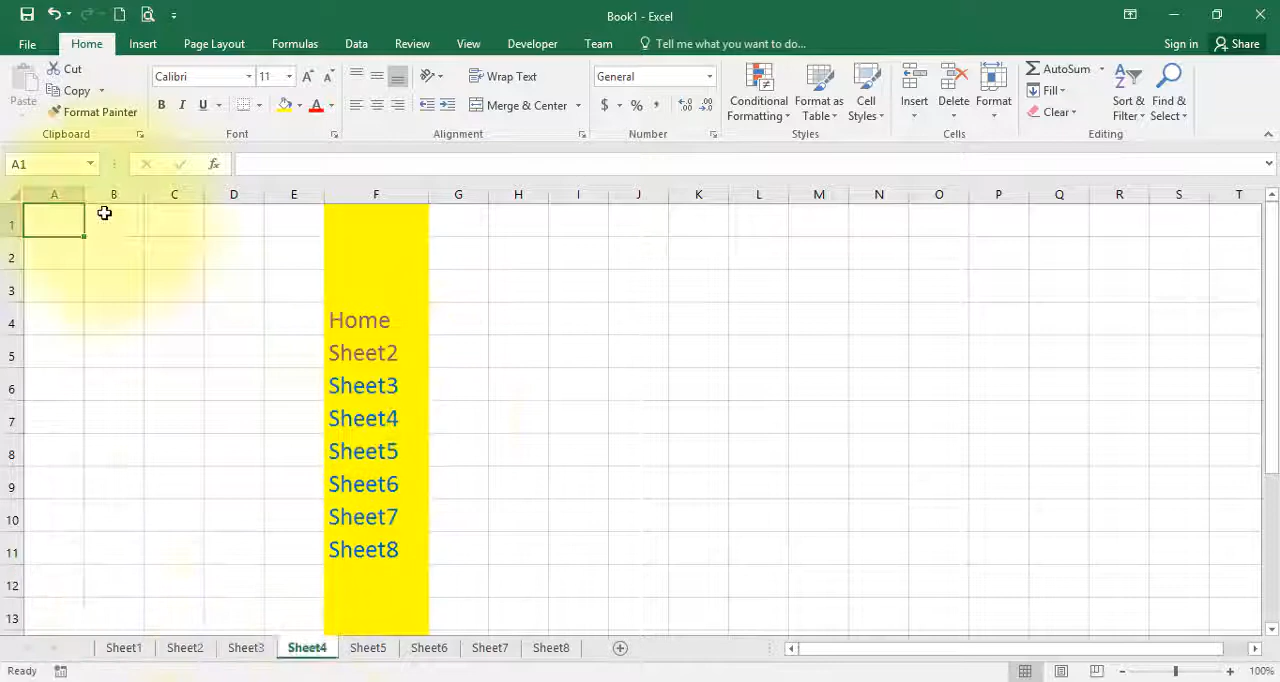 Book1 - Excel
File Home Insert Page Layout Formulas Data Review View Developer Team Tell me what you want to do... Sign in Share
Paste Cut Copy Format Painter Clipboard
Calibri 11 A A B I U A Font
Wrap Text Merge & Center Alignment
General $ % , Number
Conditional Formatting Format as Table Cell Styles Styles
Insert Delete Format Cells
AutoSum Fill Clear Sort & Filter Find & Select Editing
A1 fx
A B C D E F G H I J K L M N O P Q R S T
1
2
3
4 Home
5 Sheet2
6 Sheet3
7 Sheet4
8 Sheet5
9 Sheet6
10 Sheet7
11 Sheet8
12
13
Sheet1 Sheet2 Sheet3 Sheet4 Sheet5 Sheet6 Sheet7 Sheet8
Ready 100%